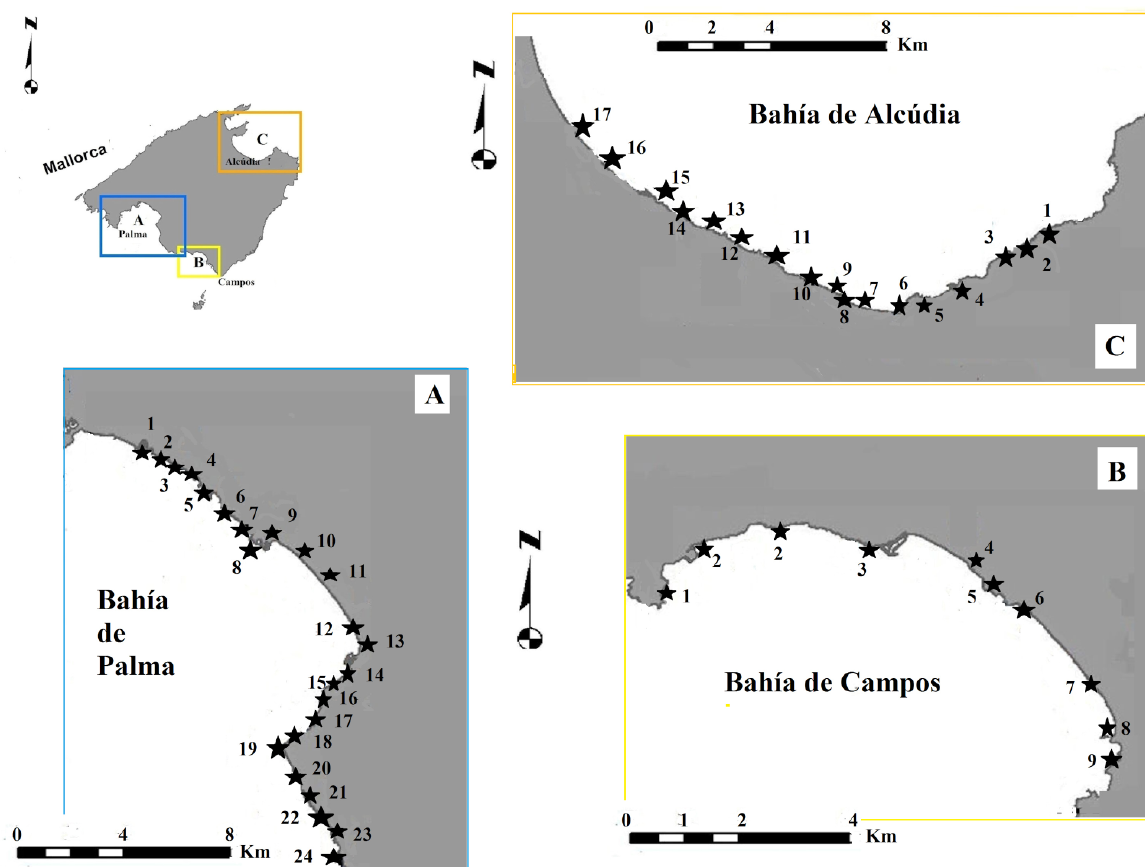 N
Mallorca
C
Alcúdia !
A
Palma
B
Campos
0 2 4 8
Km
N
Bahía de Alcúdia
17
16
15
14
13
12
11
10
9
8
7
6
5
4
3
2
1
C
A
1
2
3
4
5
6
7
8
9
10
11
12
13
14
15
16
17
18
19
20
21
22
23
24
Bahía
de
Palma
0 4 8
Km
N
B
1
2
2
3
4
5
6
7
8
9
Bahía de Campos
0 1 2 4
Km